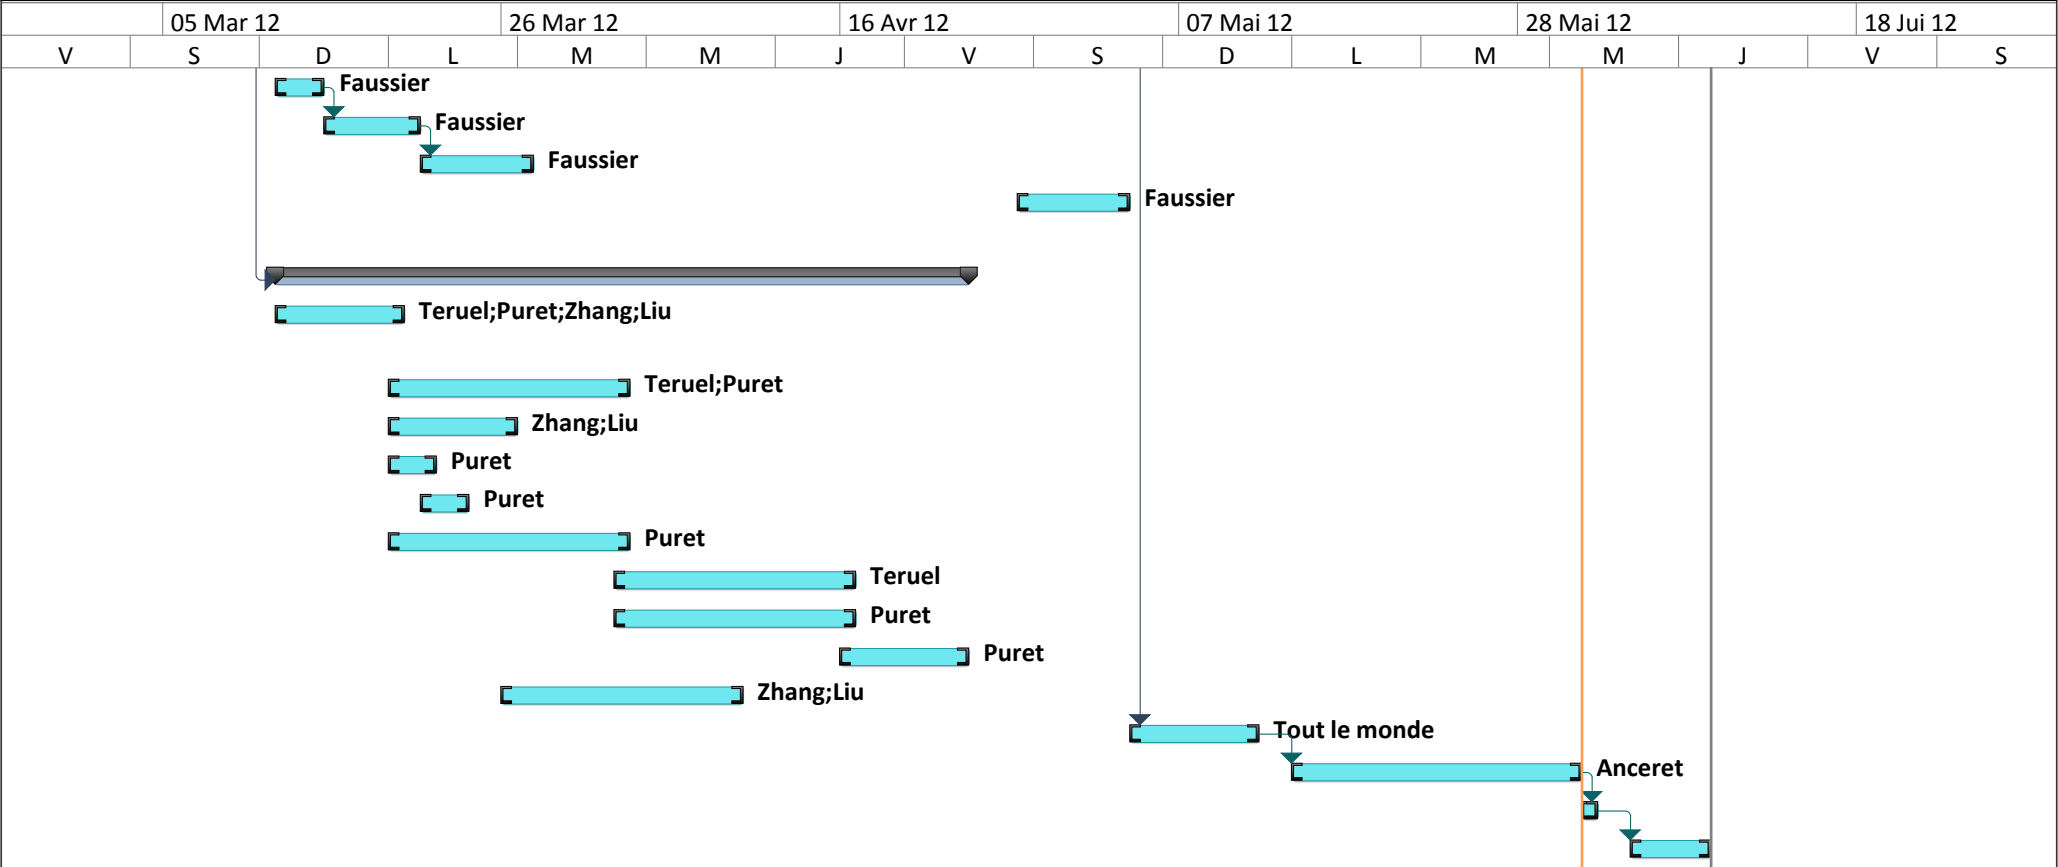 05 Mar 12 26 Mar 12 16 Avr 12 07 Mai 12 28 Mai 12 18 Jui 12
V S D L M M J V S D L M M J V S
Faussier
Faussier
Faussier
Faussier
Teruel;Puret;Zhang;Liu
Teruel;Puret
Zhang;Liu
Puret
Puret
Puret
Teruel
Puret
Puret
Zhang;Liu
Tout le monde
Anceret